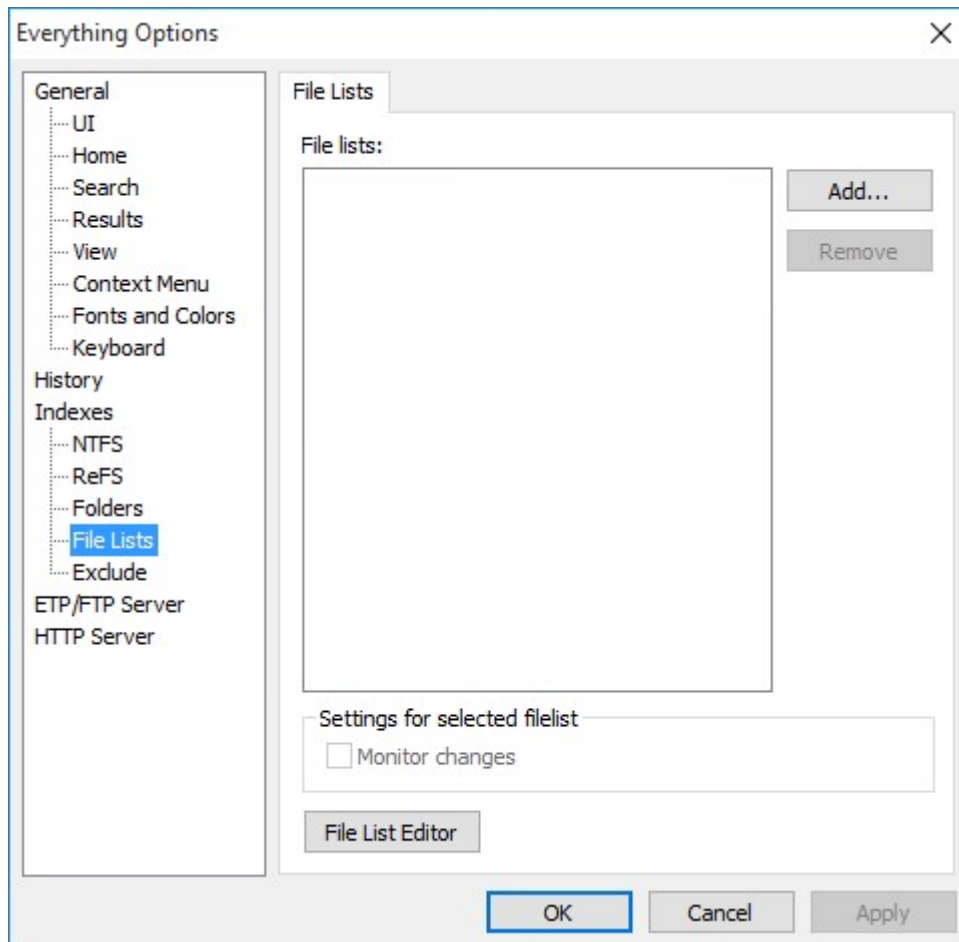 Everything Options
General
UI
Home
Search
Results
View
Context Menu
Fonts and Colors
Keyboard
History
Indexes
NTFS
ReFS
Folders
File Lists
Exclude
ETP/FTP Server
HTTP Server
File Lists
File lists:
Add...
Remove
Settings for selected filelist
Monitor changes
File List Editor
OK
Cancel
Apply